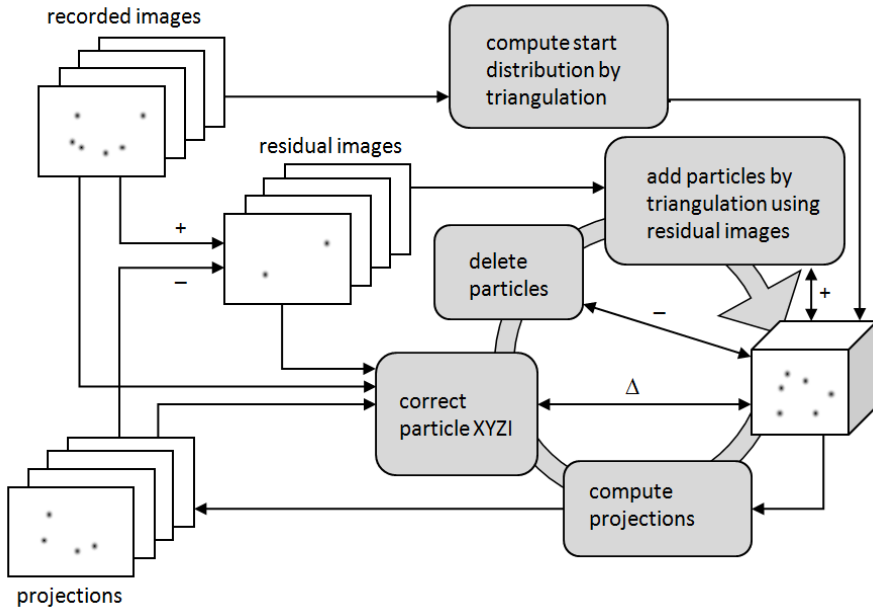 recorded images
compute start
distribution by
triangulation
residual images
add particles by
triangulation using
residual images
+
–
delete
particles
–
+
correct
particle XYZI
Δ
compute
projections
projections